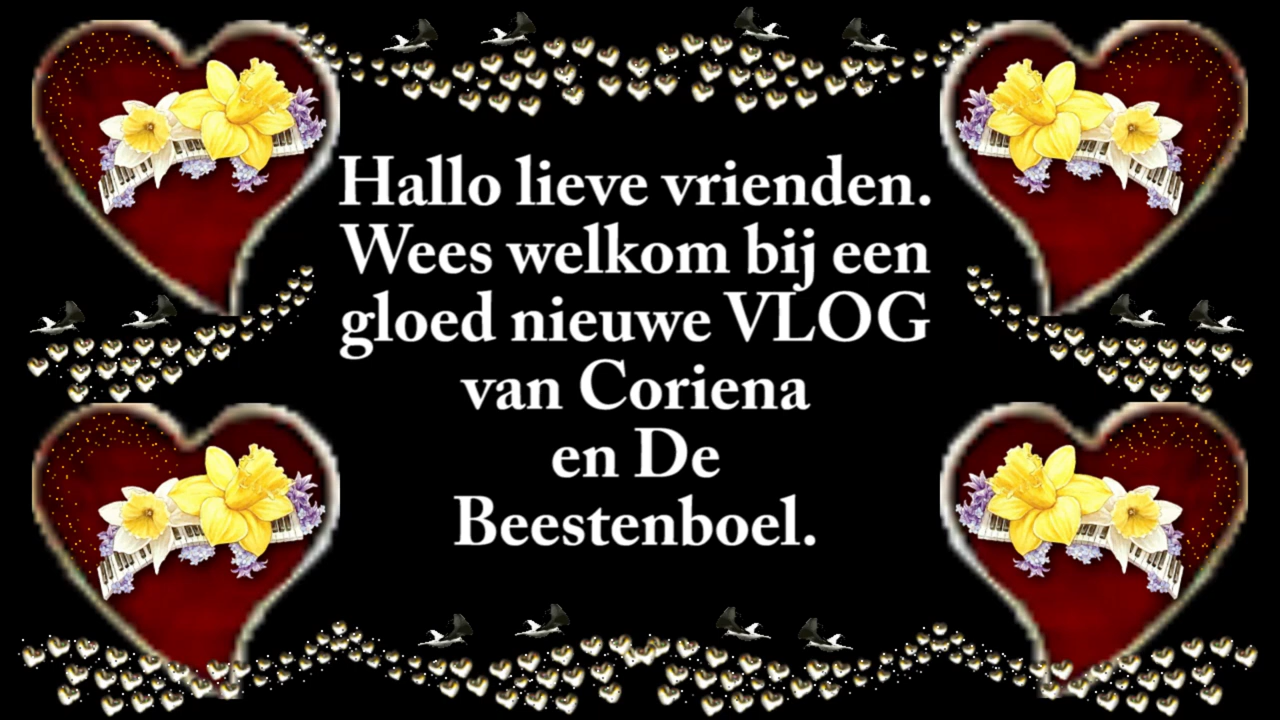 Hallo lieve vrienden.
Wees welkom bij een
gloed nieuwe VLOG
van Coriena
en De
Beestenboel.